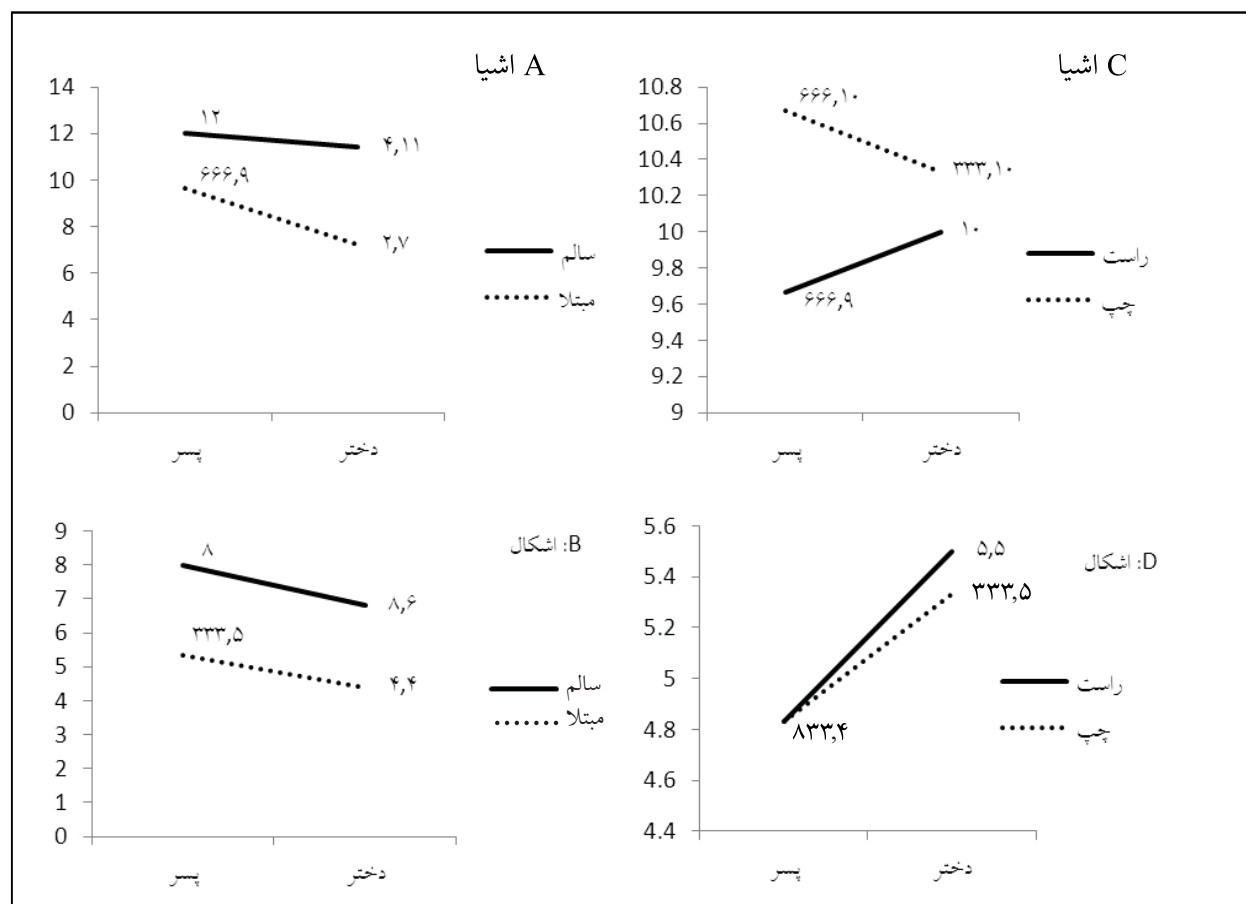 A اشیا
14
12
10
8
6
4
2
0
۱۲
۴,۱۱
۶۶۶,۹
۲,۷
سالم
مبتلا
پسر
دختر
C اشیا
10.8
10.6
10.4
10.2
10
9.8
9.6
9.4
9.2
9
۶۶۶,۱۰
۳۳۳,۱۰
۱۰
۶۶۶,۹
راست
چپ
پسر
دختر
B: اشکال
9
8
7
6
5
4
3
2
1
0
۸
۸,۶
۳۳۳,۵
۴,۴
سالم
مبتلا
پسر
دختر
D: اشکال
5.6
5.4
5.2
5
4.8
4.6
4.4
۵,۵
۳۳۳,۵
۸۳۳,۴
راست
چپ
پسر
دختر